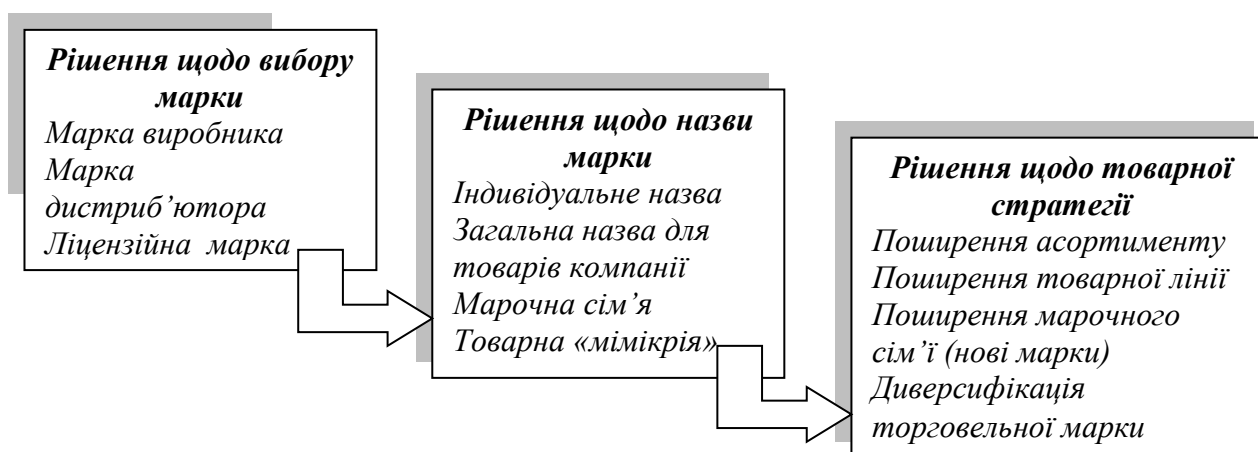 Рішення щодо вибору
марки
Марка виробника
Марка
дистриб’ютора
Ліцензійна марка
Рішення щодо назви
марки
Індивідуальне назва
Загальна назва для
товарів компанії
Марочна сім’я
Товарна «мімікрія»
Рішення щодо товарної
стратегії
Поширення асортименту
Поширення товарної лінії
Поширення марочного
сім’ї (нові марки)
Диверсифікація
торговельної марки